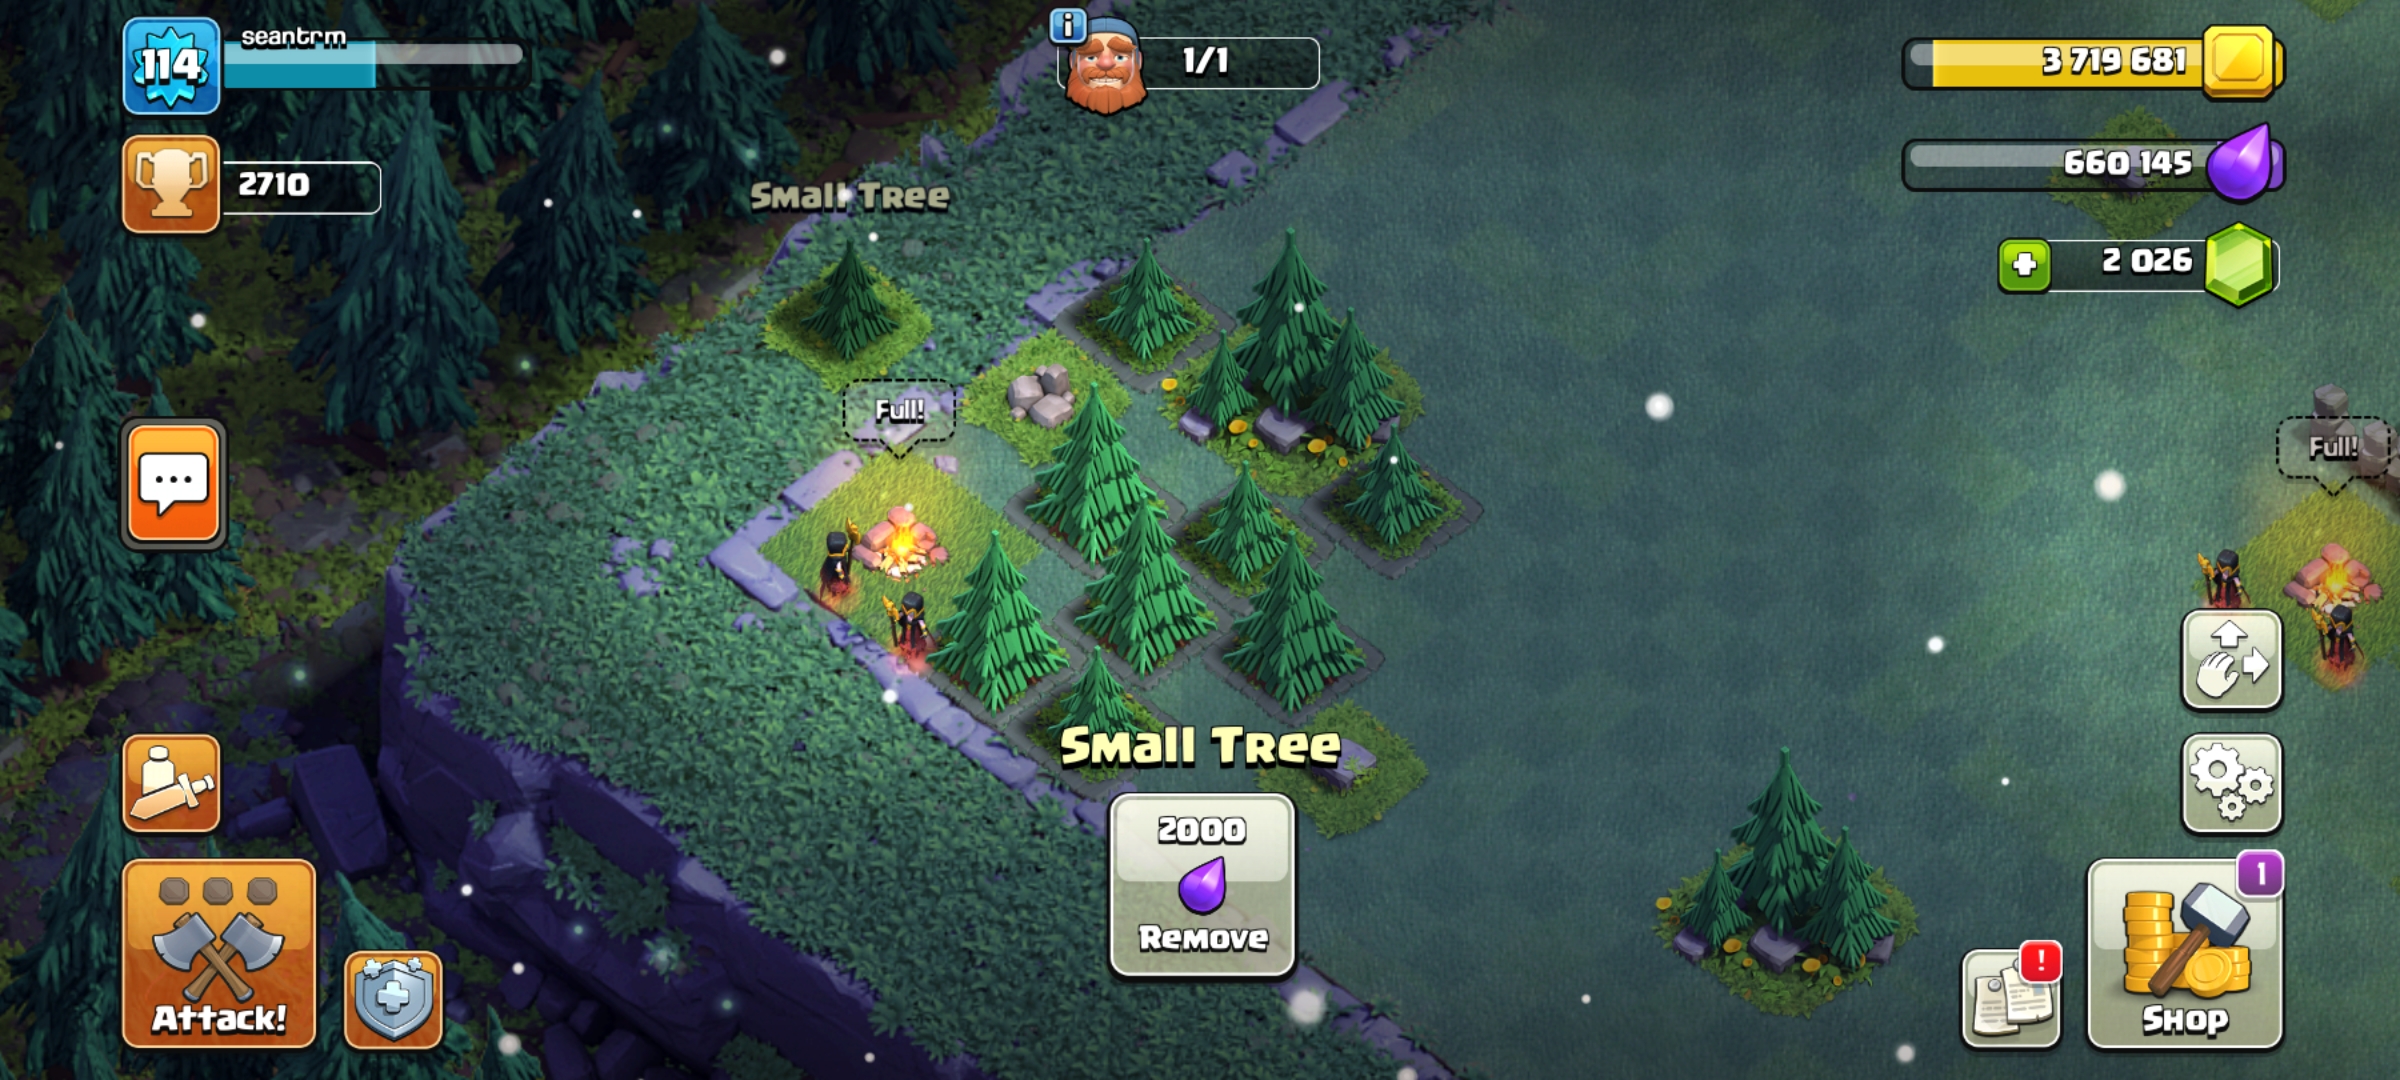 114
seantrm
i
1/1
3 719 681
2710
Small Tree
660 145
2 026
Full!
Full!
Small Tree
2000
Remove
1
!
Attack!
Shop